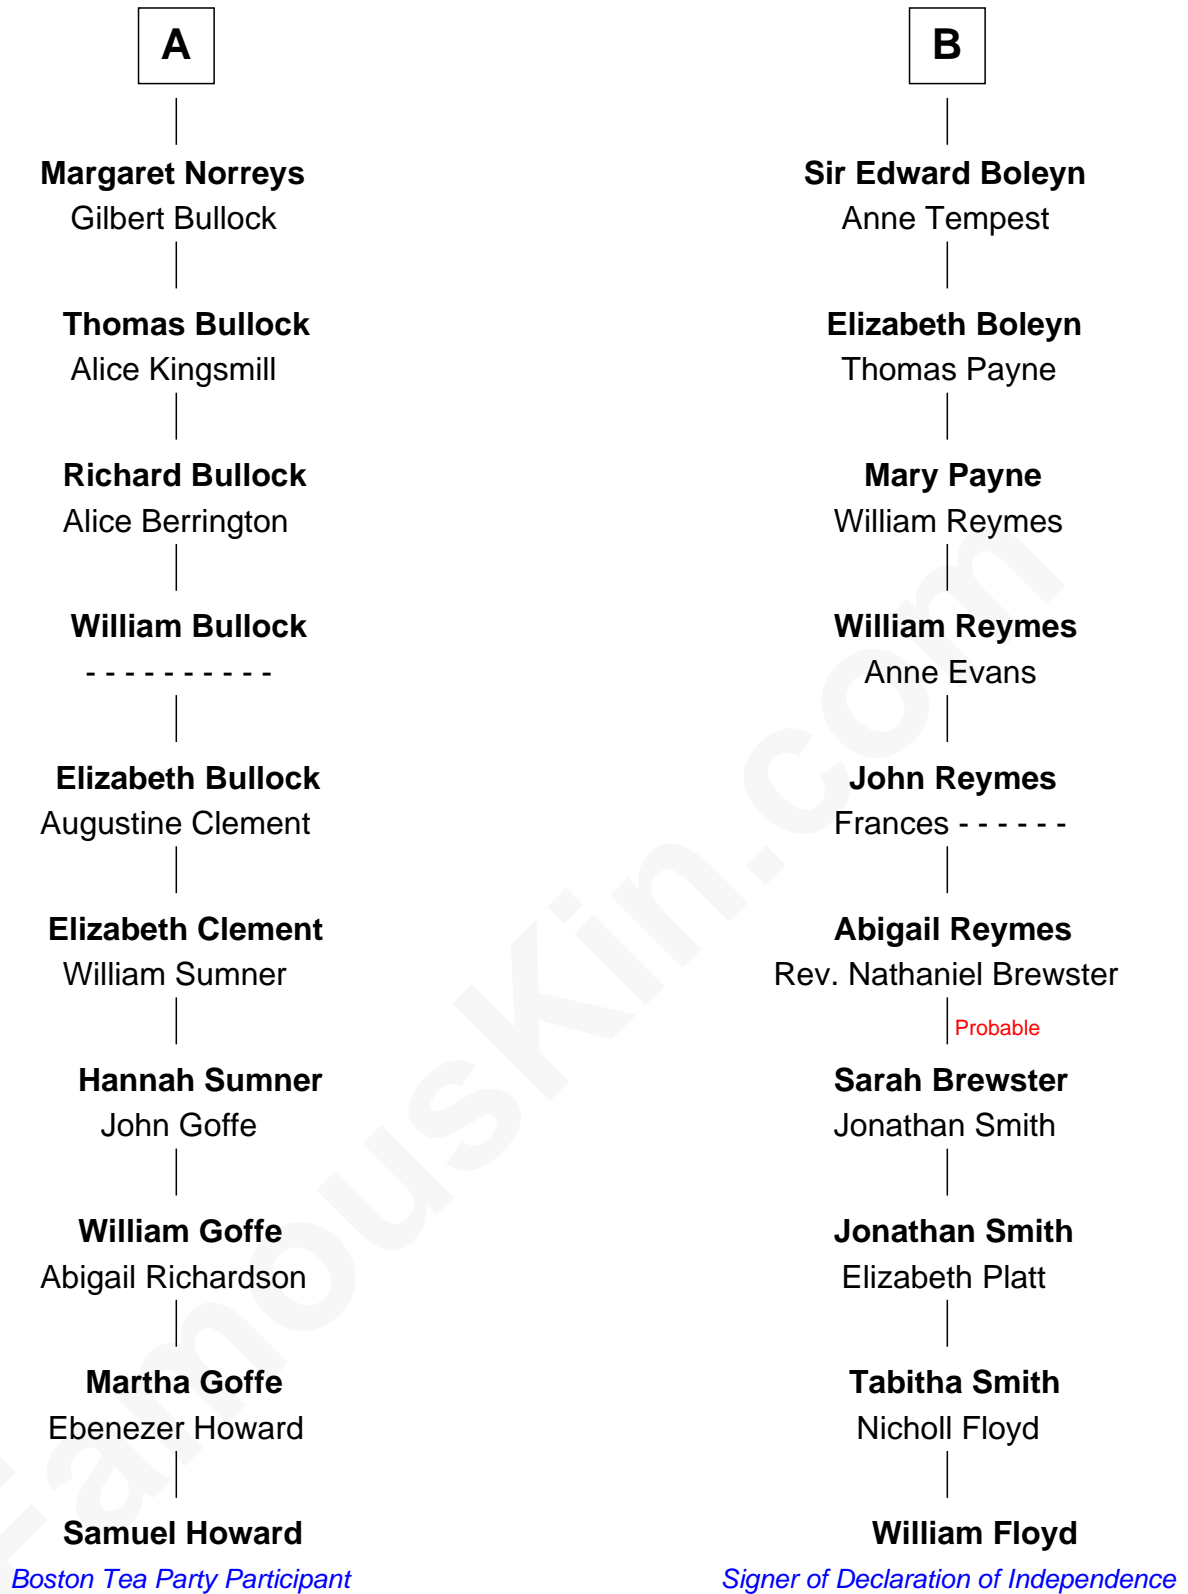 A
Margaret Norreys
Gilbert Bullock
Thomas Bullock
Alice Kingsmill
Richard Bullock
Alice Berrington
William Bullock
- - - - - - - - - -
Elizabeth Bullock
Augustine Clement
Elizabeth Clement
William Sumner
Hannah Sumner
John Goffe
William Goffe
Abigail Richardson
Martha Goffe
Ebenezer Howard
Samuel Howard
Boston Tea Party Participant
B
Sir Edward Boleyn
Anne Tempest
Elizabeth Boleyn
Thomas Payne
Mary Payne
William Reymes
William Reymes
Anne Evans
John Reymes
Frances - - - - - -
Abigail Reymes
Rev. Nathaniel Brewster
Probable
Sarah Brewster
Jonathan Smith
Jonathan Smith
Elizabeth Platt
Tabitha Smith
Nicholl Floyd
William Floyd
Signer of Declaration of Independence
FamousKin.com